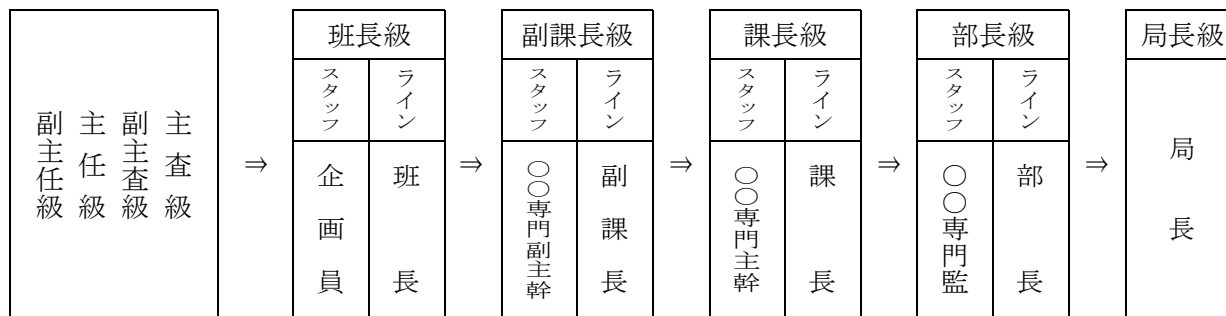 主査級
副主査級
主任級
副主任級
⇒
班長級
ライン
スタッフ
班長
企画員
⇒
副課長級
ライン
スタッフ
副課長
○○専門副主幹
⇒
課長級
ライン
スタッフ
課長
○○専門主幹
⇒
部長級
ライン
スタッフ
部長
○○専門監
⇒
局長級
局長